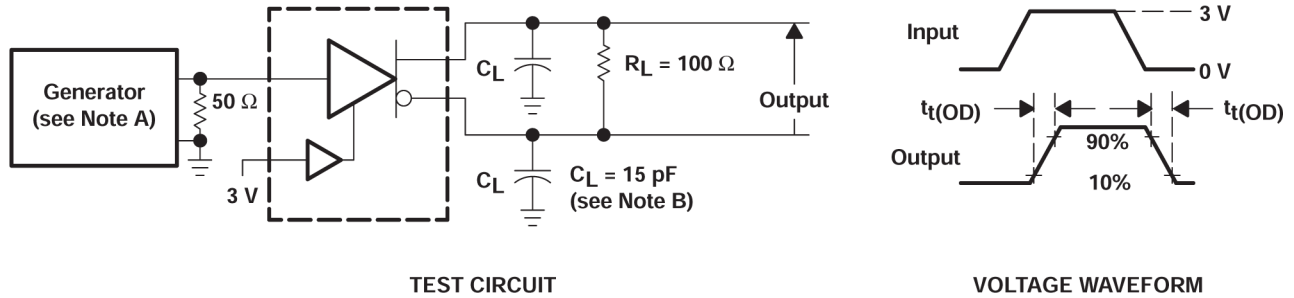 Generator
(see Note A)
50 Ω
3 V
CL
RL = 100 Ω
Output
CL
CL = 15 pF
(see Note B)
TEST CIRCUIT
Input
3 V
0 V
tt(OD)
tt(OD)
Output
90%
10%
VOLTAGE WAVEFORM